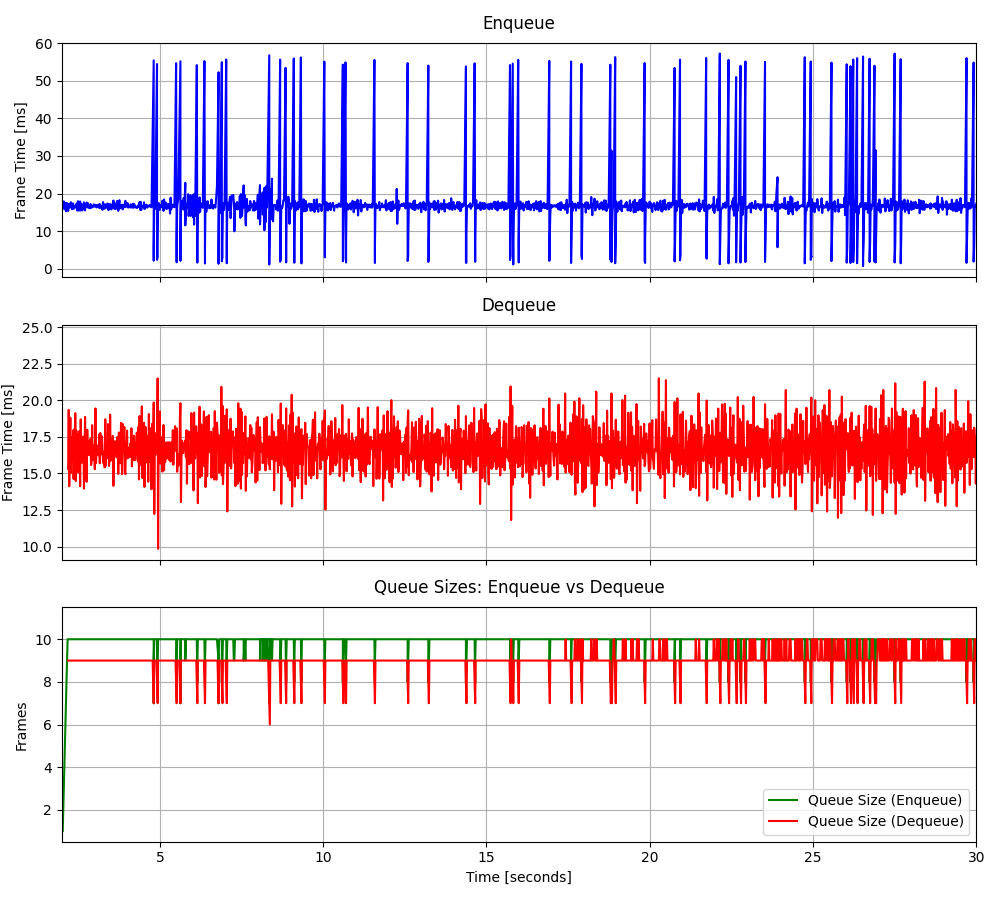 Enqueue
Frame Time [ms]
60
50
40
30
20
10
0
Dequeue
Frame Time [ms]
25.0
22.5
20.0
17.5
15.0
12.5
10.0
Queue Sizes: Enqueue vs Dequeue
Frames
10
8
6
4
2
Queue Size (Enqueue)
Queue Size (Dequeue)
5 10 15 20 25 30
Time [seconds]